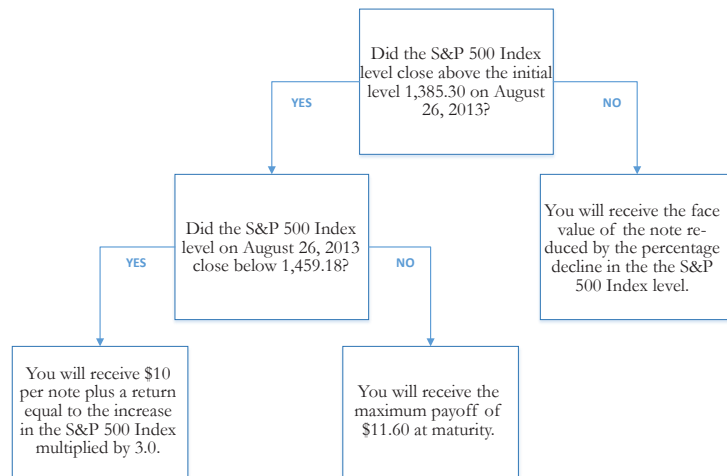 Did the S&P 500 Index
level close above the initial
level 1,385.30 on August
26, 2013?
YES
NO
Did the S&P 500 Index
level on August 26, 2013
close below 1,459.18?
You will receive the face
value of the note re-
duced by the percentage
decline in the the S&P
500 Index level.
YES
NO
You will receive $10
per note plus a return
equal to the increase
in the S&P 500 Index
multiplied by 3.0.
You will receive the
maximum payoff of
$11.60 at maturity.